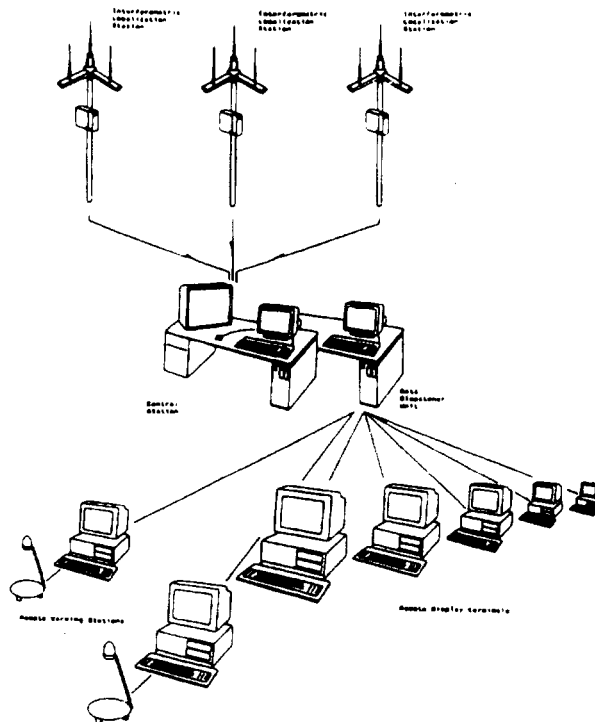 Interferometric
Localization
Station
Interferometric
Localization
Station
Interferometric
Localization
Station
Central
Station
Data
Dispatcher
Unit
Remote Warning Stations
Remote Display terminals